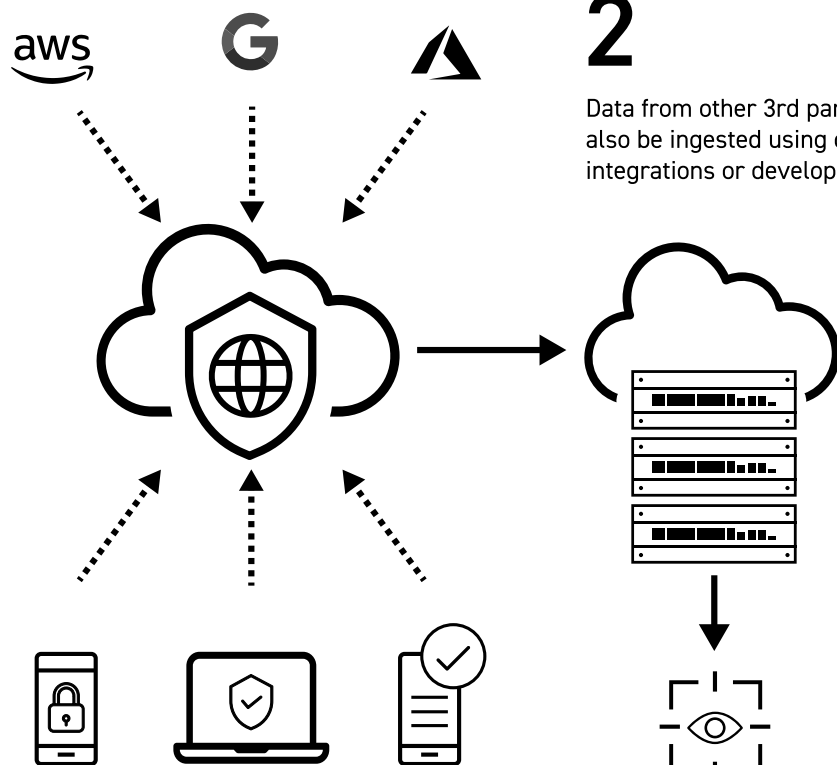 aws
G
2
Data from other 3rd par
also be ingested using
integrations or develop